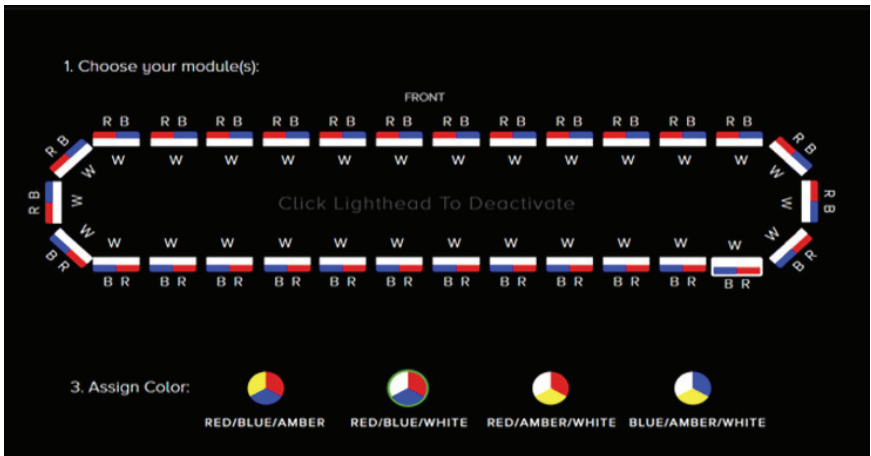 1. Choose your module(s):
FRONT
R B R B R B R B R B R B R B R B R B R B R B R B
R B R B
W W W W W W W W W W W W
W W
R B W Click Lighthead To Deactivate W R B
W W
W W W W W W W W W W W W
B R B R
B R B R B R B R B R B R B R B R B R B R B R B R
3. Assign Color:
RED/BLUE/AMBER RED/BLUE/WHITE RED/AMBER/WHITE BLUE/AMBER/WHITE